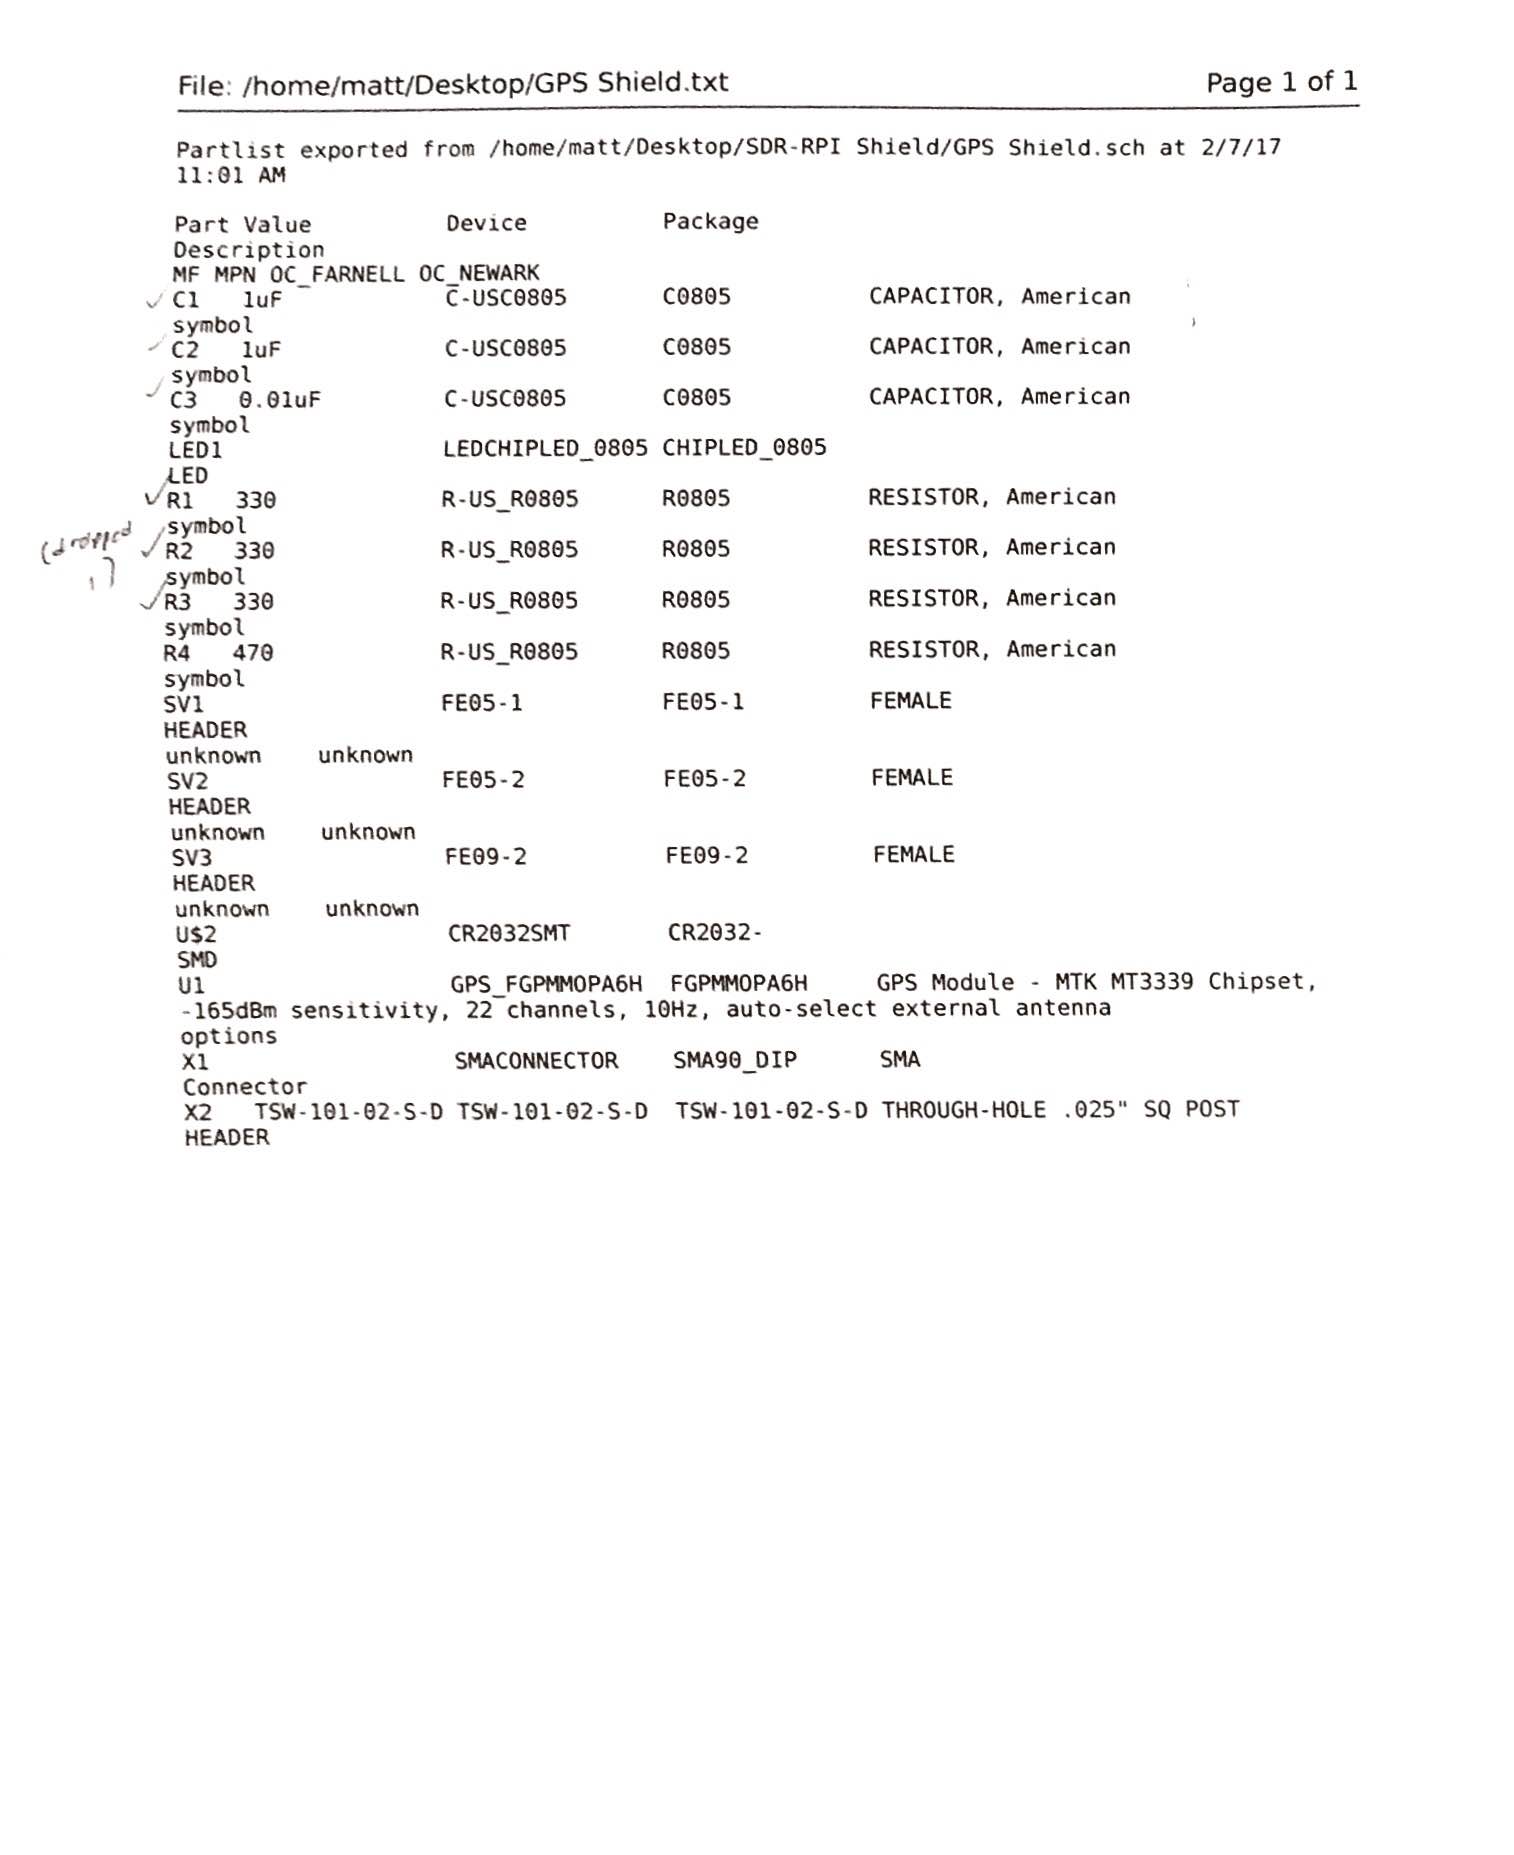 File: /home/matt/Desktop/GPS Shield.txt Page 1 of 1
Partlist exported from /home/matt/Desktop/SDR-RPI Shield/GPS Shield.sch at 2/7/17
11:01 AM
Part Value Device Package
Description
MF MPN OC_FARNELL OC_NEWARK
✓ C1 1uF C-USC0805 C0805 CAPACITOR, American
symbol
✓ C2 1uF C-USC0805 C0805 CAPACITOR, American
symbol
✓ C3 0.01uF C-USC0805 C0805 CAPACITOR, American
symbol
LED1 LEDCHIPLED_0805 CHIPLED_0805
LED
✓ R1 330 R-US_R0805 R0805 RESISTOR, American
symbol
(dropped
✓ R2 330 R-US_R0805 R0805 RESISTOR, American
1)
symbol
✓ R3 330 R-US_R0805 R0805 RESISTOR, American
symbol
R4 470 R-US_R0805 R0805 RESISTOR, American
symbol
SV1 FE05-1 FE05-1 FEMALE
HEADER
unknown unknown
SV2 FE05-2 FE05-2 FEMALE
HEADER
unknown unknown
SV3 FE09-2 FE09-2 FEMALE
HEADER
unknown unknown
U$2 CR2032SMT CR2032-
SMD
U1 GPS_FGPMMOPA6H FGPMMOPA6H GPS Module - MTK MT3339 Chipset,
-165dBm sensitivity, 22 channels, 10Hz, auto-select external antenna
options
X1 SMACONNECTOR SMA90_DIP SMA
Connector
X2 TSW-101-02-S-D TSW-101-02-S-D TSW-101-02-S-D THROUGH-HOLE .025" SQ POST
HEADER